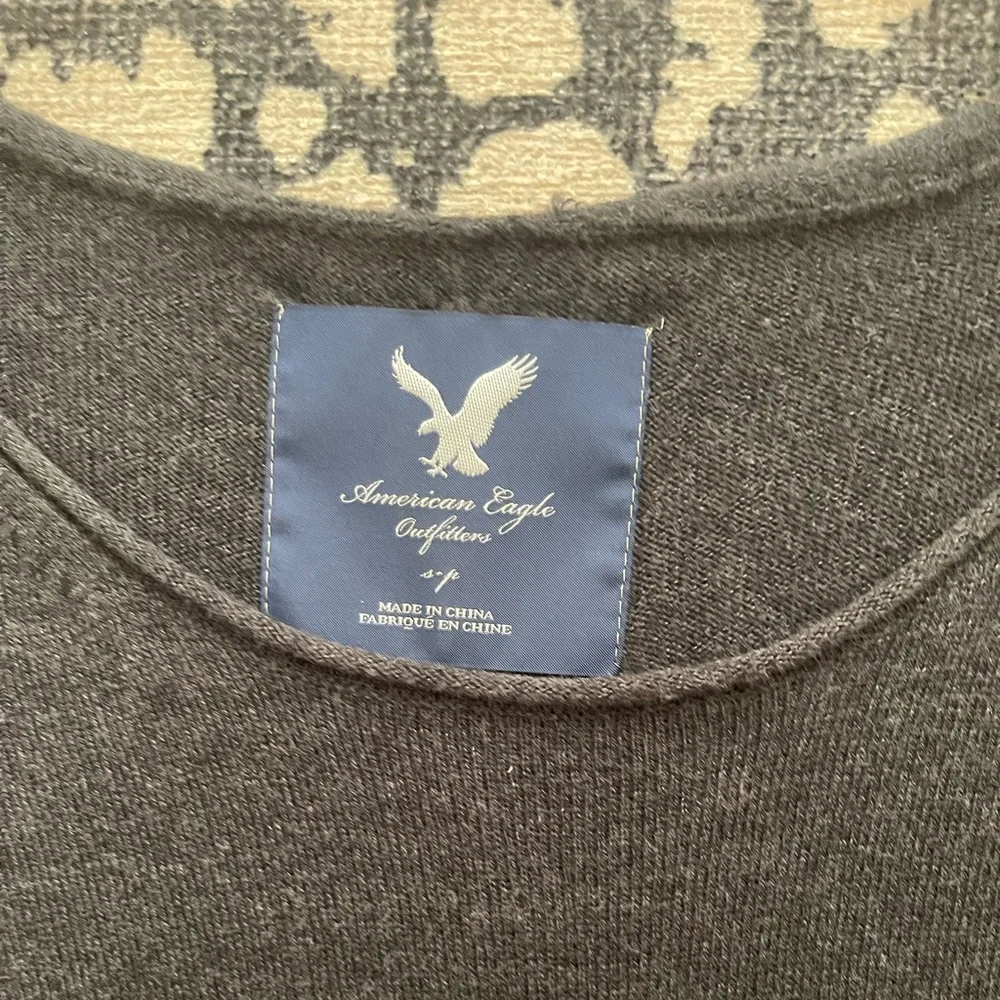 American Eagle
Outfitters
s-p
MADE IN CHINA
FABRIQUÉ EN CHINE